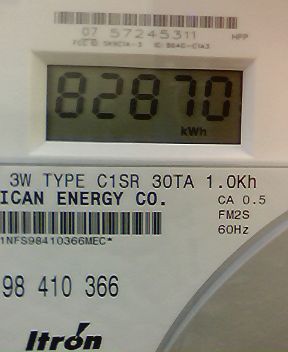 07 57245311 HPP
82870
kWh
3W TYPE C1SR 30TA 1.0Kh
ICAN ENERGY CO. CA 0.5
FM2S
1NFS98410366MEC* 60Hz
98 410 366
Itron